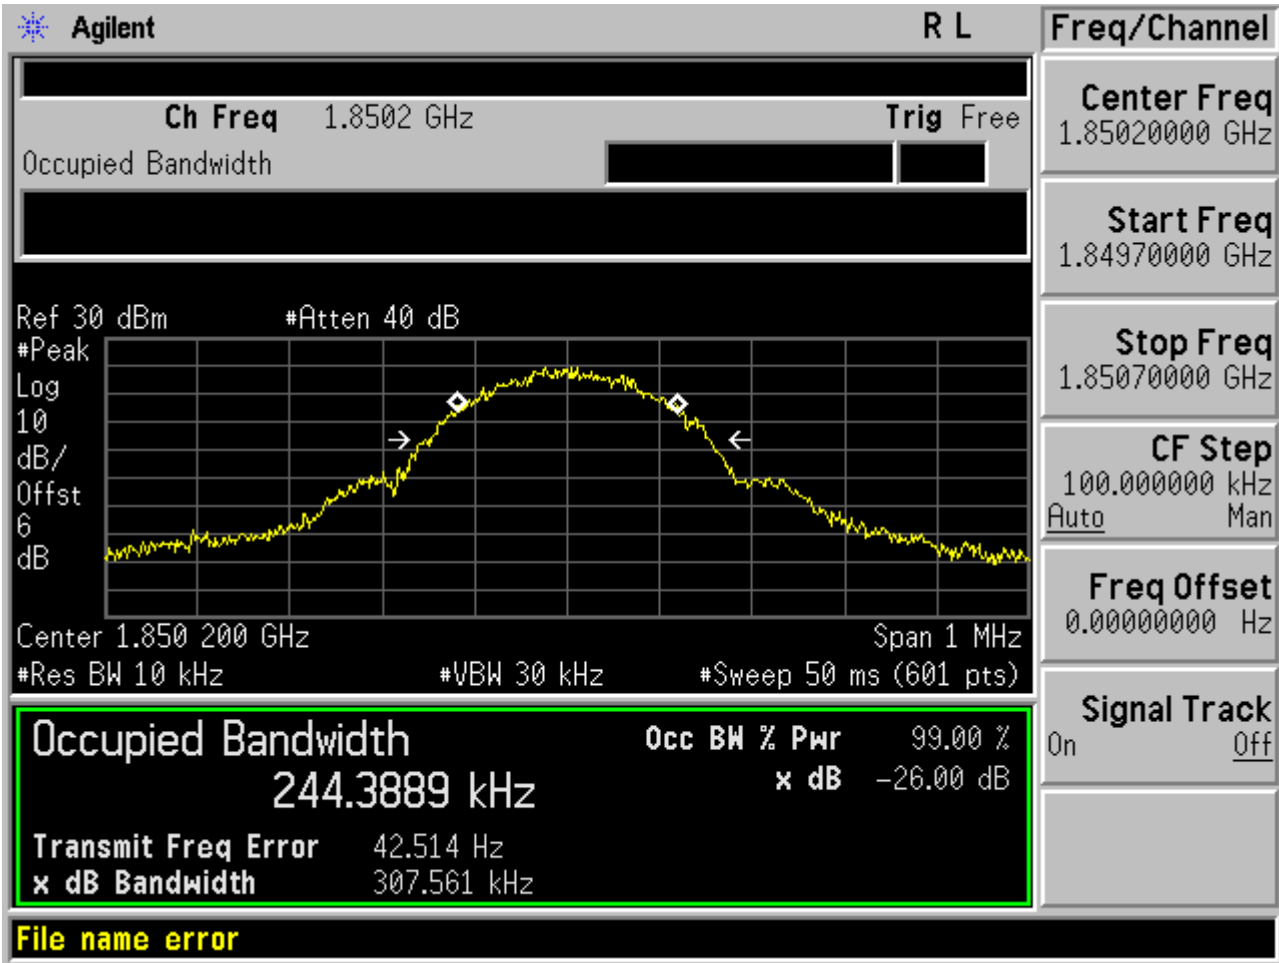 Agilent R L
Freq/Channel
Ch Freq 1.8502 GHz Trig Free
Occupied Bandwidth
Center Freq
1.85020000 GHz
Start Freq
1.84970000 GHz
Stop Freq
1.85070000 GHz
CF Step
100.000000 kHz
Auto Man
Freq Offset
0.00000000 Hz
Signal Track
On Off
Ref 30 dBm #Atten 40 dB
#Peak
Log
10
dB/
Offst
6
dB
Center 1.850 200 GHz Span 1 MHz
#Res BW 10 kHz #VBW 30 kHz #Sweep 50 ms (601 pts)
Occupied Bandwidth
244.3889 kHz
Occ BW % Pwr 99.00 %
x dB -26.00 dB
Transmit Freq Error 42.514 Hz
x dB Bandwidth 307.561 kHz
File name error